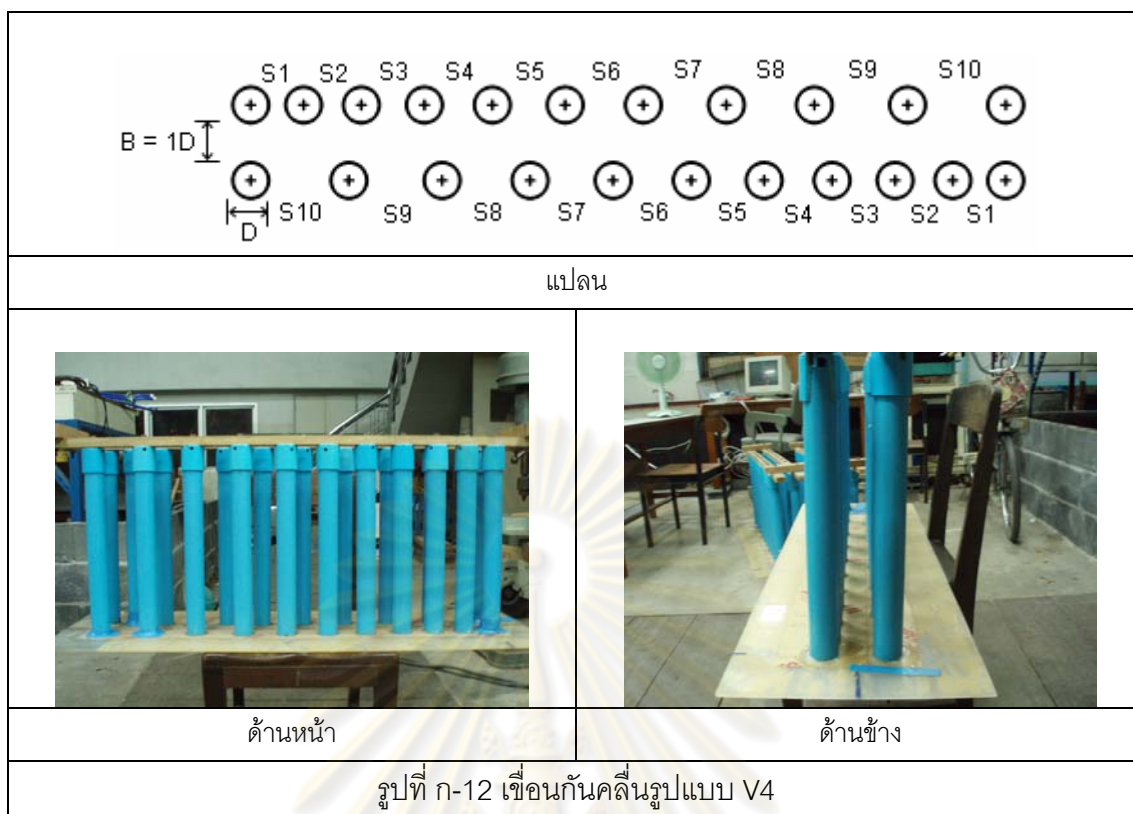 S1 S2 S3 S4 S5 S6 S7 S8 S9 S10
B = 1D
S10 S9 S8 S7 S6 S5 S4 S3 S2 S1
D
แปลน
ด้านหน้า
ด้านข้าง
รูปที่ ก-12 เขื่อนกันคลื่นรูปแบบ V4